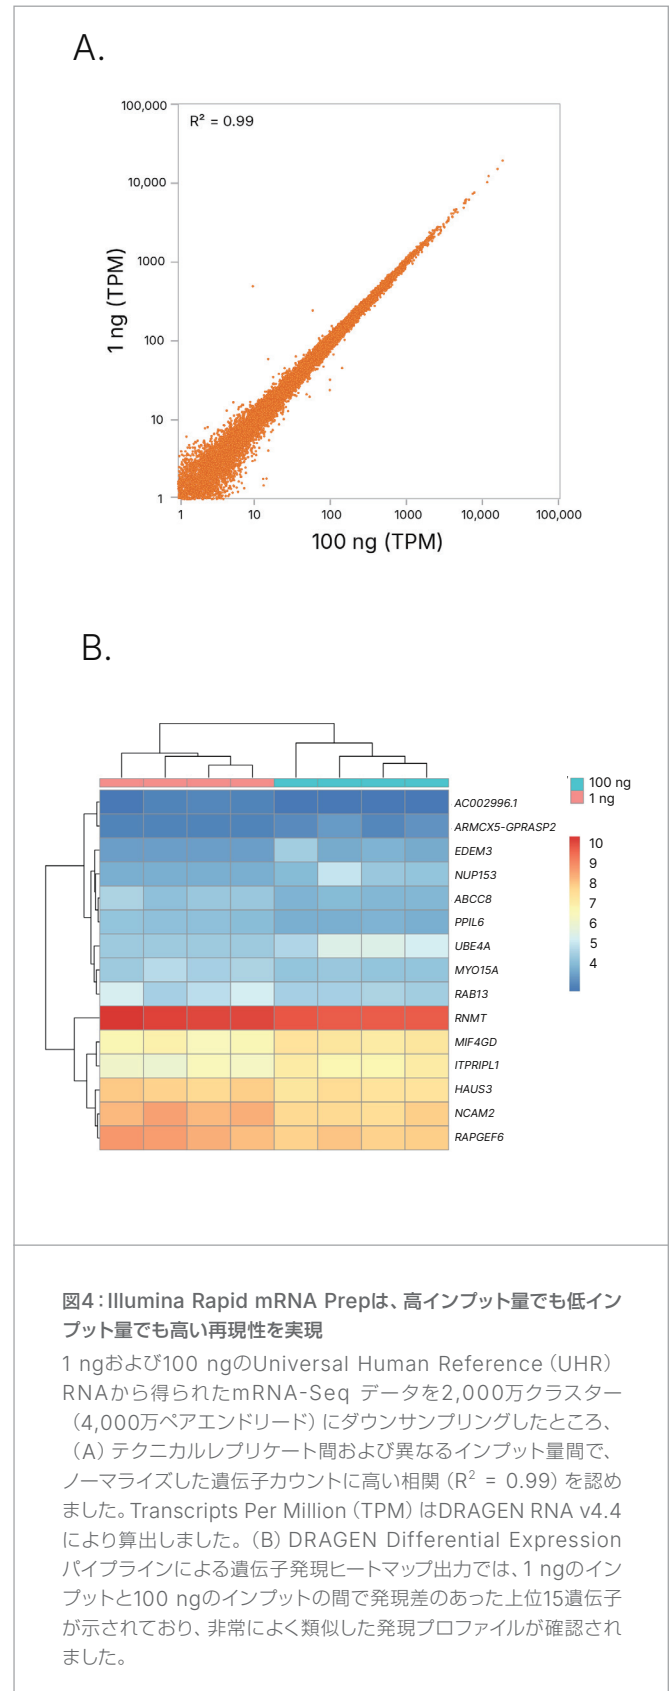 A.
100,000
R² = 0.99
10,000
1000
100
10
1
1 ng (TPM)
1
10
100
1000
10,000
100,000
100 ng (TPM)
B.
100 ng
1 ng
AC002996.1
ARMCX5-GPRASP2
EDEM3
NUP153
ABCC8
PPIL6
UBE4A
MYO15A
RAB13
RNMT
MIF4GD
ITPRIPL1
HAUS3
NCAM2
RAPGEF6
10
9
8
7
6
5
4
図4：Illumina Rapid mRNA Prepは、高インプット量でも低イン
プット量でも高い再現性を実現
1 ngおよび100 ngのUniversal Human Reference（UHR）
RNAから得られたmRNA-Seq データを2,000万クラスター
（4,000万ペアエンドリード）にダウンサンプリングしたところ、
（A）テクニカルレプリケート間および異なるインプット量間で、
ノーマライズした遺伝子カウントに高い相関（R² = 0.99）を認め
ました。Transcripts Per Million（TPM）はDRAGEN RNA v4.4
により算出しました。（B）DRAGEN Differential Expression
パイプラインによる遺伝子発現ヒートマップ出力では、1 ngのイン
プットと100 ngのインプットの間で発現差のあった上位15遺伝子
が示されており、非常によく類似した発現プロファイルが確認され
ました。